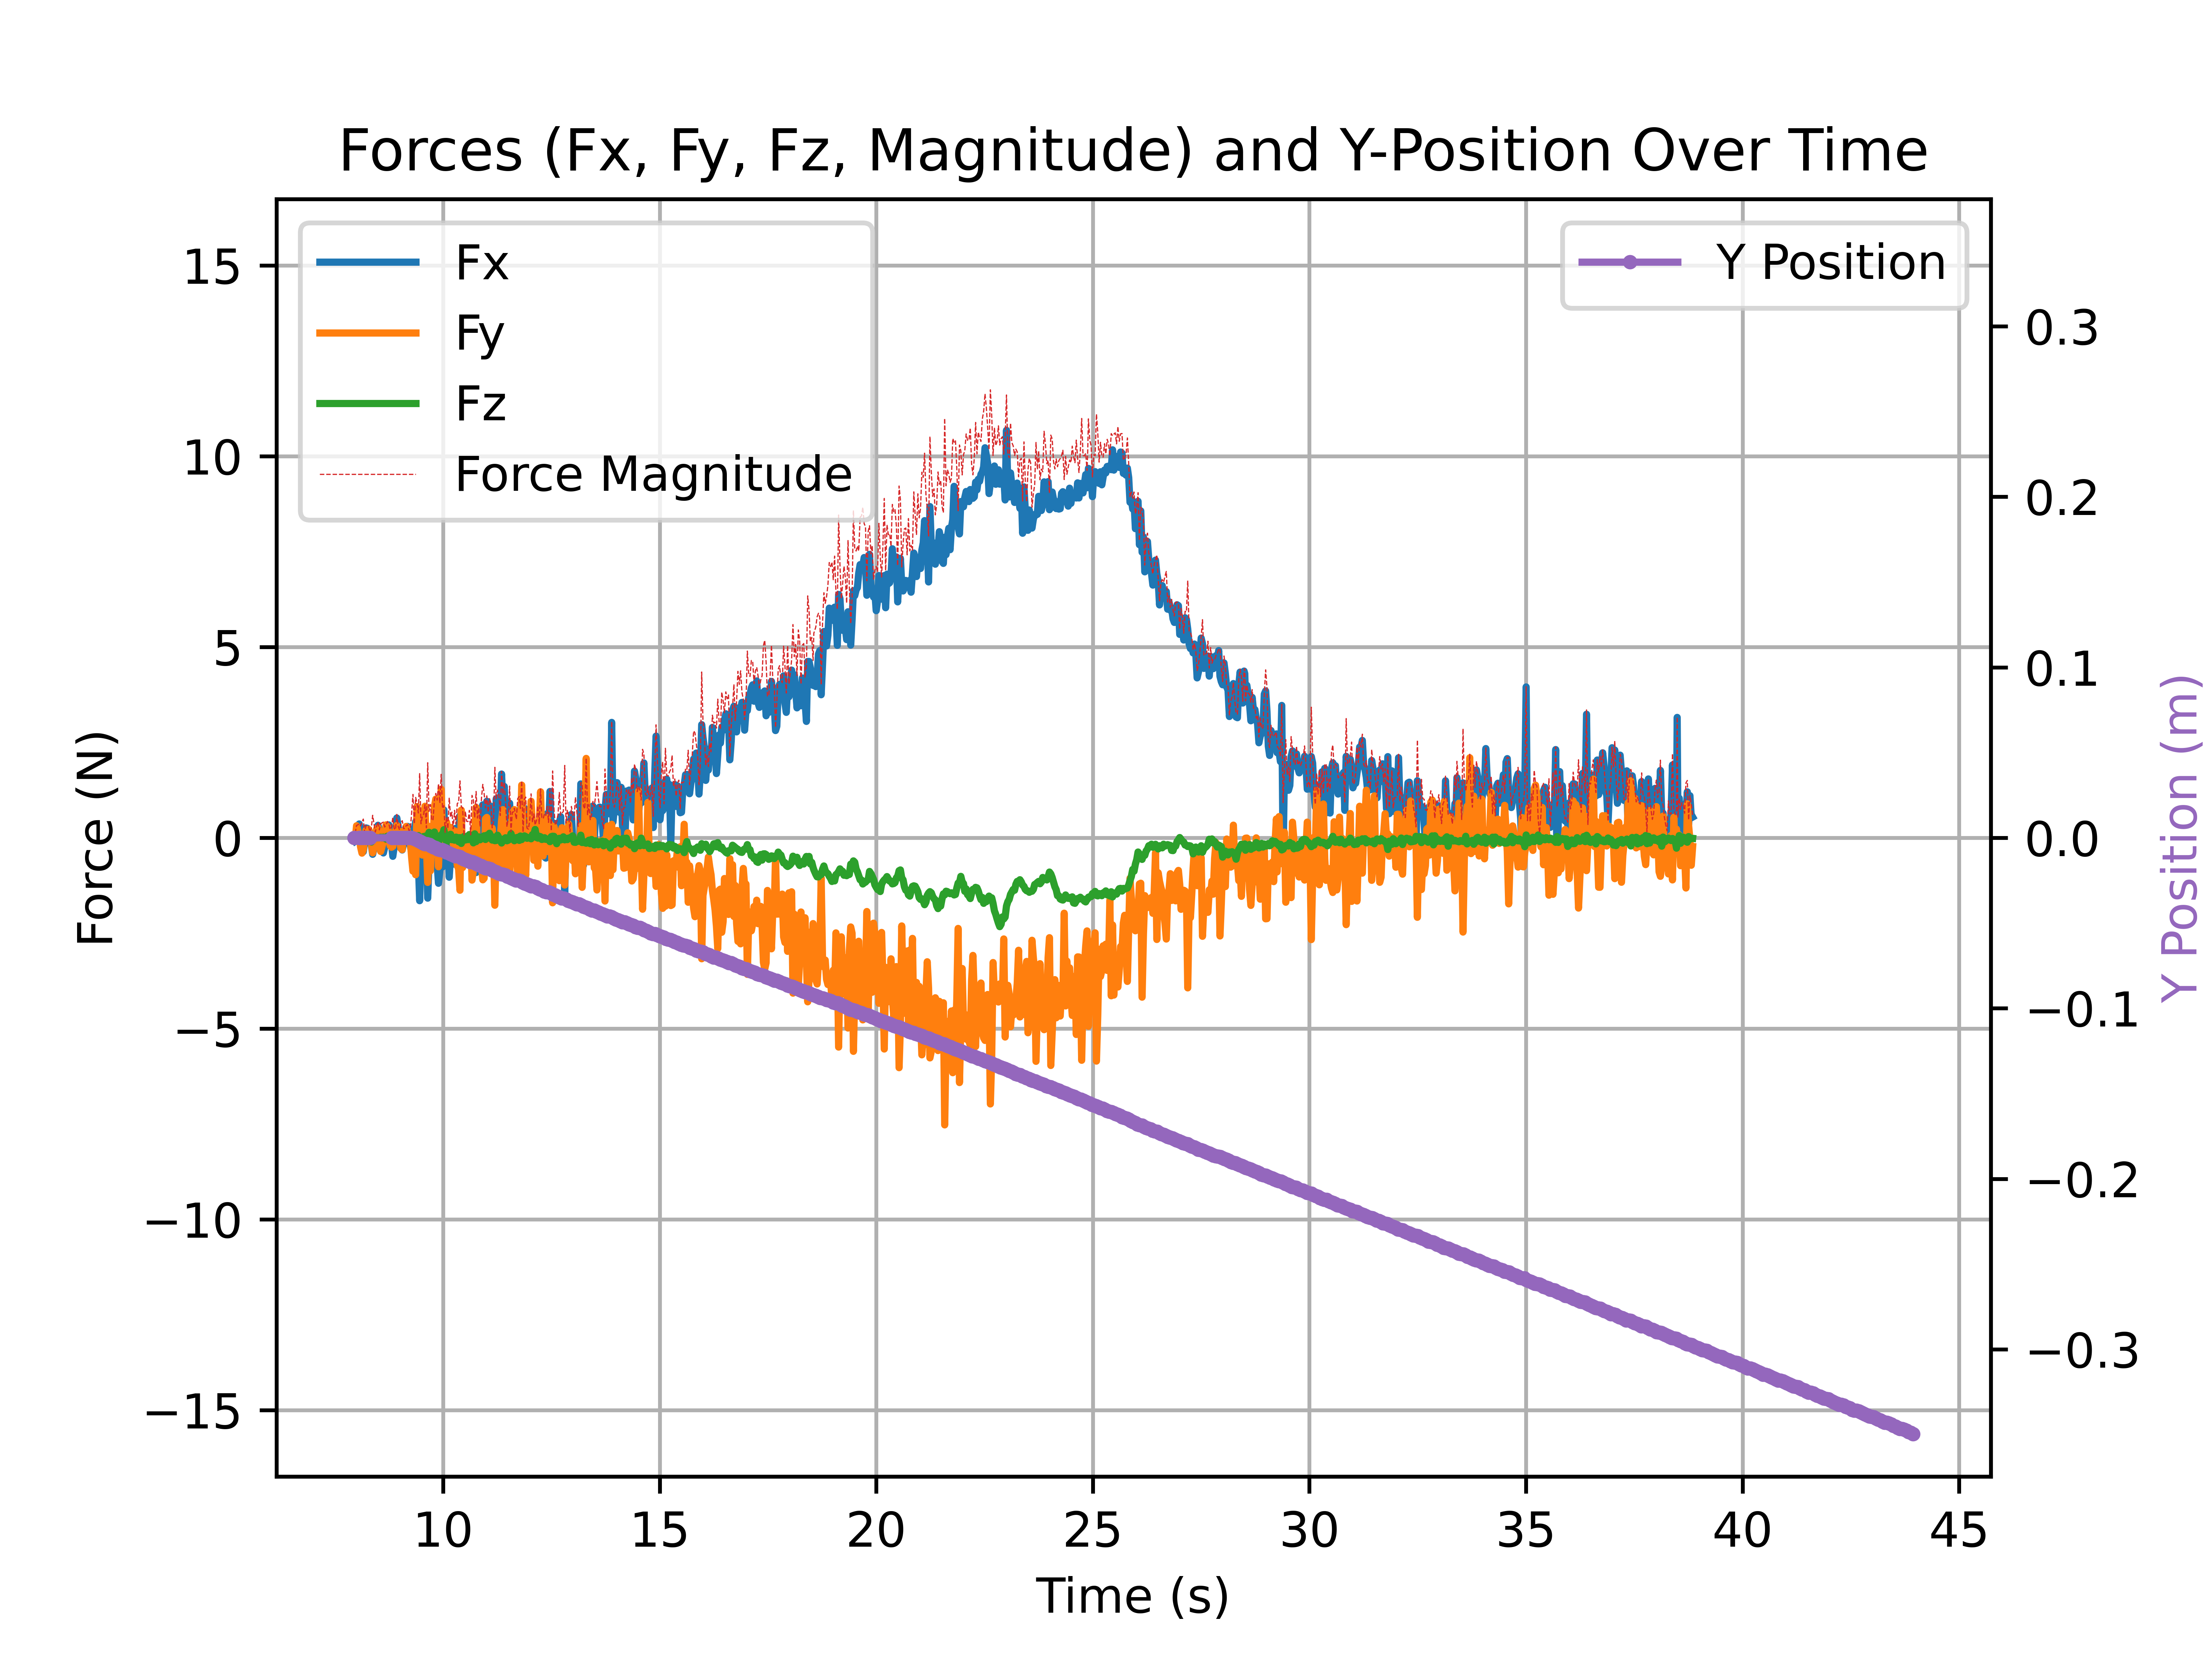 Forces (Fx, Fy, Fz, Magnitude) and Y-Position Over Time
Fx
Fy
Fz
Force Magnitude
Y Position
15
10
5
0
−5
−10
−15
Force (N)
0.3
0.2
0.1
0.0
−0.1
−0.2
−0.3
Y Position (m)
10 15 20 25 30 35 40 45
Time (s)